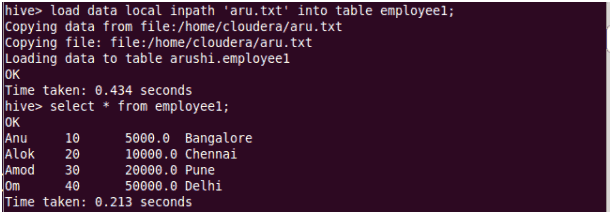 hive> load data local inpath 'aru.txt' into table employee1;
Copying data from file:/home/cloudera/aru.txt
Copying file: file:/home/cloudera/aru.txt
Loading data to table arushi.employee1
OK
Time taken: 0.434 seconds
hive> select * from employee1;
OK
Anu 10 5000.0 Bangalore
Alok 20 10000.0 Chennai
Amod 30 20000.0 Pune
Om 40 50000.0 Delhi
Time taken: 0.213 seconds